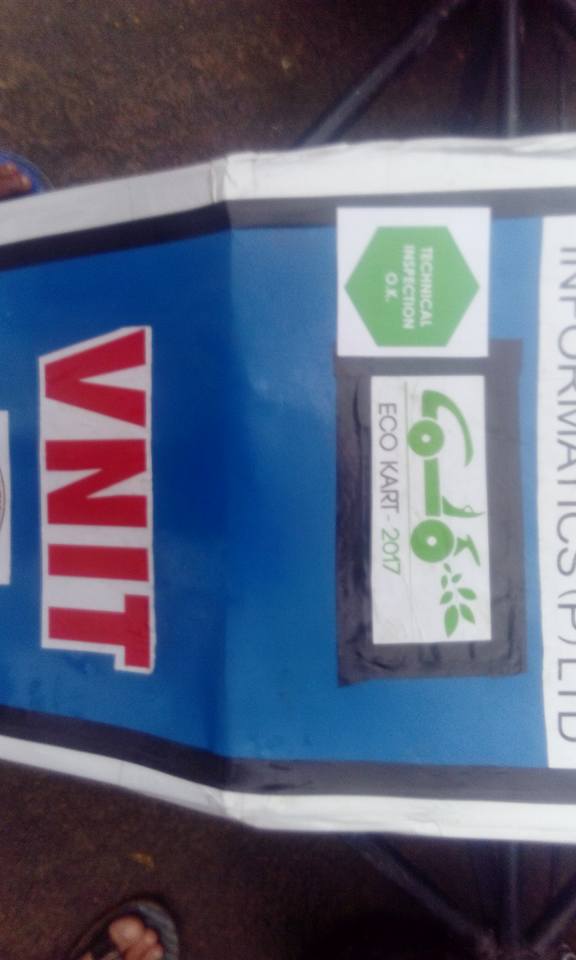 INFORMATICS (P) LTD
TECHNICAL
INSPECTION
O.K.
ECO KART - 2017
VNIT